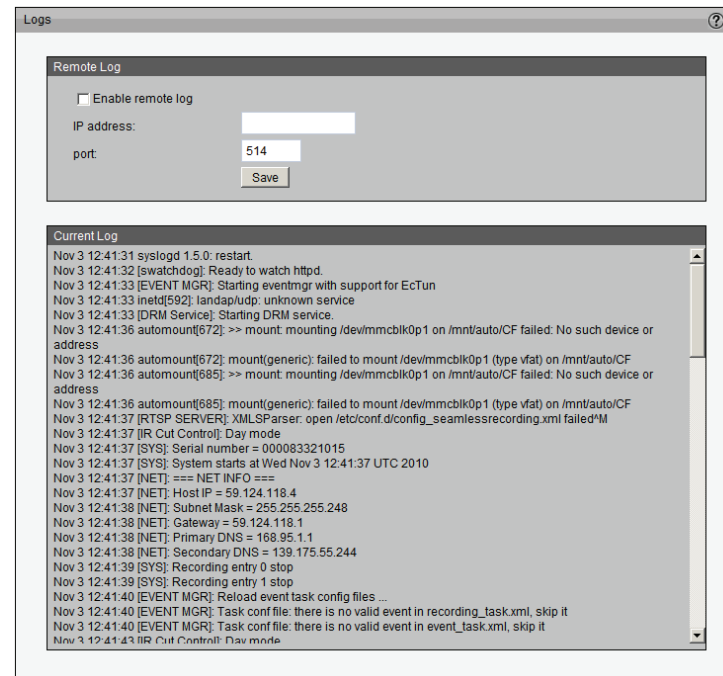 Logs
?
Remote Log
Enable remote log
IP address:
port:
514
Save
Current Log
Nov 3 12:41:31 syslogd 1.5.0: restart.
Nov 3 12:41:32 [swatchdog]: Ready to watch httpd.
Nov 3 12:41:33 [EVENT MGR]: Starting eventmgr with support for EcTun
Nov 3 12:41:33 inetd[592]: landap/udp: unknown service
Nov 3 12:41:33 [DRM Service]: Starting DRM service.
Nov 3 12:41:36 automount[672]: >> mount: mounting /dev/mmcblk0p1 on /mnt/auto/CF failed: No such device or
address
Nov 3 12:41:36 automount[672]: mount(generic): failed to mount /dev/mmcblk0p1 (type vfat) on /mnt/auto/CF
Nov 3 12:41:36 automount[685]: >> mount: mounting /dev/mmcblk0p1 on /mnt/auto/CF failed: No such device or
address
Nov 3 12:41:36 automount[685]: mount(generic): failed to mount /dev/mmcblk0p1 (type vfat) on /mnt/auto/CF
Nov 3 12:41:37 [RTSP SERVER]: XMLSParser: open /etc/conf.d/config_seamlessrecording.xml failed^M
Nov 3 12:41:37 [IR Cut Control]: Day mode
Nov 3 12:41:37 [SYS]: Serial number = 000083321015
Nov 3 12:41:37 [SYS]: System starts at Wed Nov 3 12:41:37 UTC 2010
Nov 3 12:41:37 [NET]: === NET INFO ===
Nov 3 12:41:37 [NET]: Host IP = 59.124.118.4
Nov 3 12:41:38 [NET]: Subnet Mask = 255.255.255.248
Nov 3 12:41:38 [NET]: Gateway = 59.124.118.1
Nov 3 12:41:38 [NET]: Primary DNS = 168.95.1.1
Nov 3 12:41:38 [NET]: Secondary DNS = 139.175.55.244
Nov 3 12:41:39 [SYS]: Recording entry 0 stop
Nov 3 12:41:39 [SYS]: Recording entry 1 stop
Nov 3 12:41:40 [EVENT MGR]: Reload event task config files ...
Nov 3 12:41:40 [EVENT MGR]: Task conf file: there is no valid event in recording_task.xml, skip it
Nov 3 12:41:40 [EVENT MGR]: Task conf file: there is no valid event in event_task.xml, skip it
Nov 3 12:41:43 [IR Cut Control]: Day mode